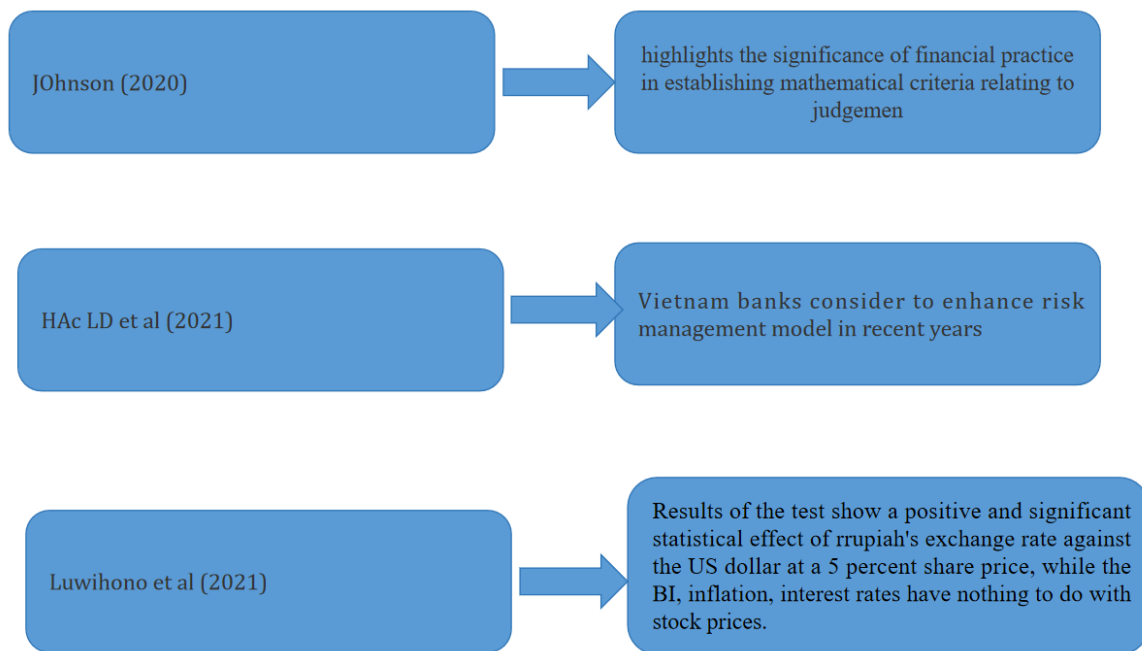 JOhnson (2020)
highlights the significance of financial practice
in establishing mathematical criteria relating to
judgemen
HAc LD et al (2021)
Vietnam banks consider to enhance risk
management model in recent years
Luwihono et al (2021)
Results of the test show a positive and significant
statistical effect of rrupiah's exchange rate against
the US dollar at a 5 percent share price, while the
BI, inflation, interest rates have nothing to do with
stock prices.